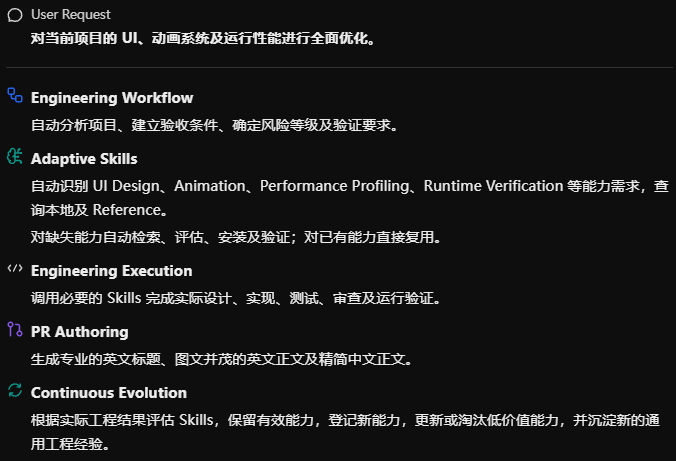 User Request
对当前项目的 UI、动画系统及运行性能进行全面优化。
Engineering Workflow
自动分析项目、建立验收条件、确定风险等级及验证要求。
Adaptive Skills
自动识别 UI Design、Animation、Performance Profiling、Runtime Verification 等能力需求，查
询本地及 Reference。
对缺失能力自动检索、评估、安装及验证；对已有能力直接复用。
Engineering Execution
调用必要的 Skills 完成实际设计、实现、测试、审查及运行验证。
PR Authoring
生成专业的英文标题、图文并茂的英文正文及精简中文正文。
Continuous Evolution
根据实际工程结果评估 Skills，保留有效能力，登记新能力，更新或淘汰低价值能力，并沉淀新的通
用工程经验。